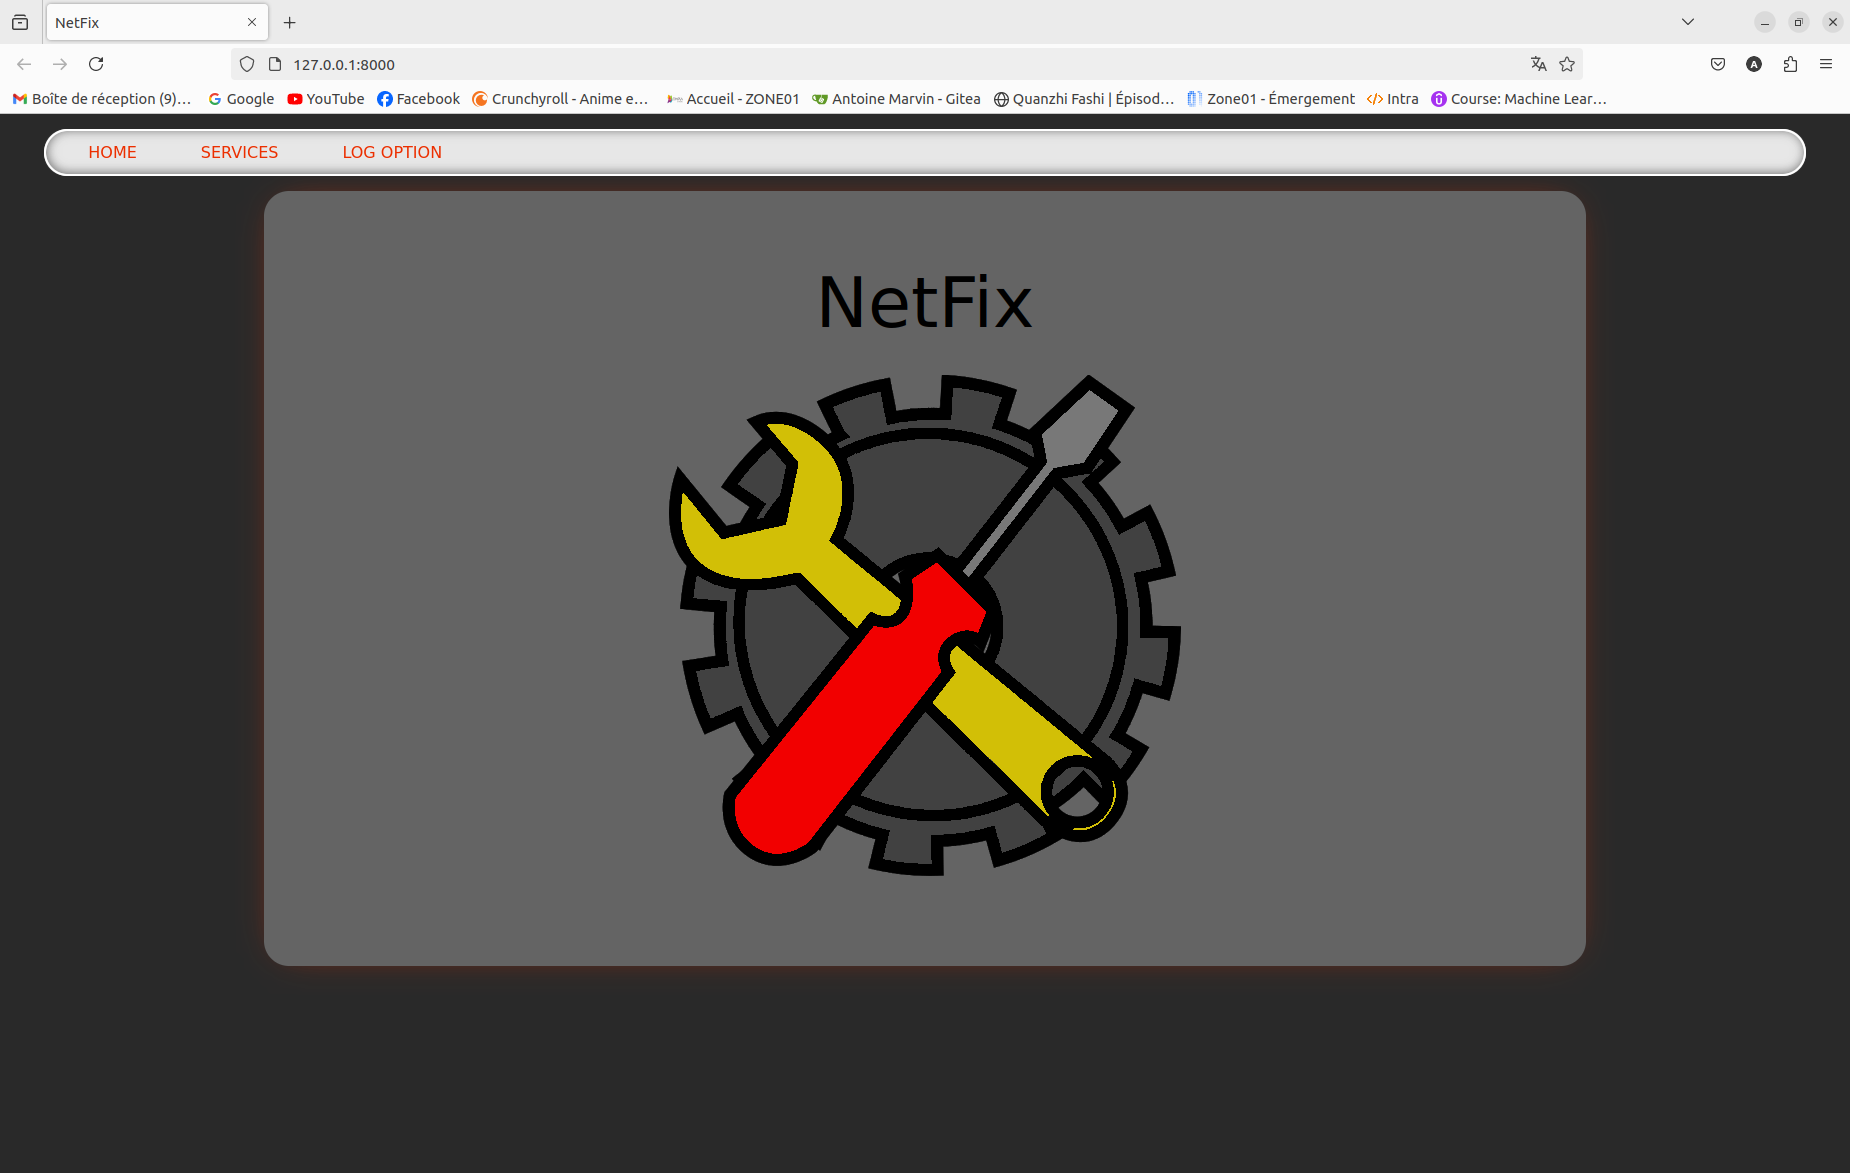 NetFix
127.0.0.1:8000
A
Boîte de réception (9)… Google YouTube Facebook Crunchyroll - Anime e… Accueil - ZONE01 Antoine Marvin - Gitea Quanzhi Fashi | Épisod… Zone01 - Émergement Intra Course: Machine Lear…
HOME SERVICES LOG OPTION
NetFix